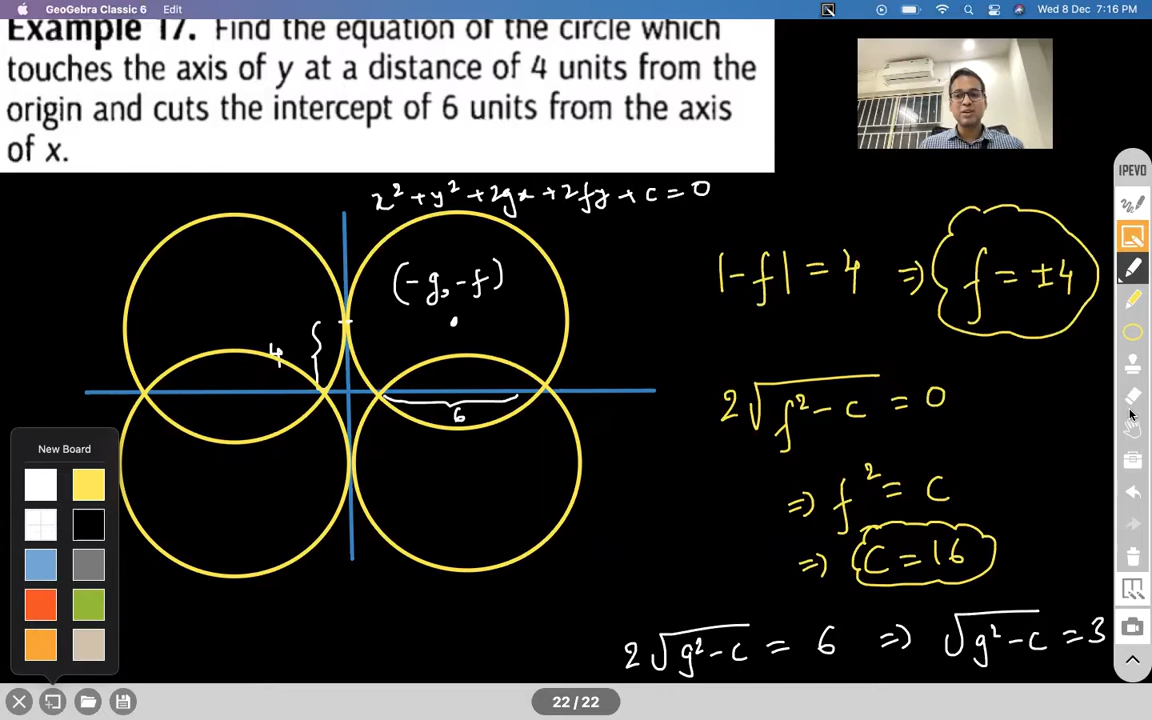 GeoGebra Classic 6 Edit
Wed 8 Dec 7:16 PM
Example 17. Find the equation of the circle which
touches the axis of y at a distance of 4 units from the
origin and cuts the intercept of 6 units from the axis
of x.
IPEVO
x² + y² + 2gx + 2fy + c = 0
(-g, -f)
|-f| = 4 ⇒ f = ±4
4
6
2√(f² - c) = 0
⇒ f² = c
⇒ c = 16
2√(g² - c) = 6 ⇒ √(g² - c) = 3
New Board
22 / 22